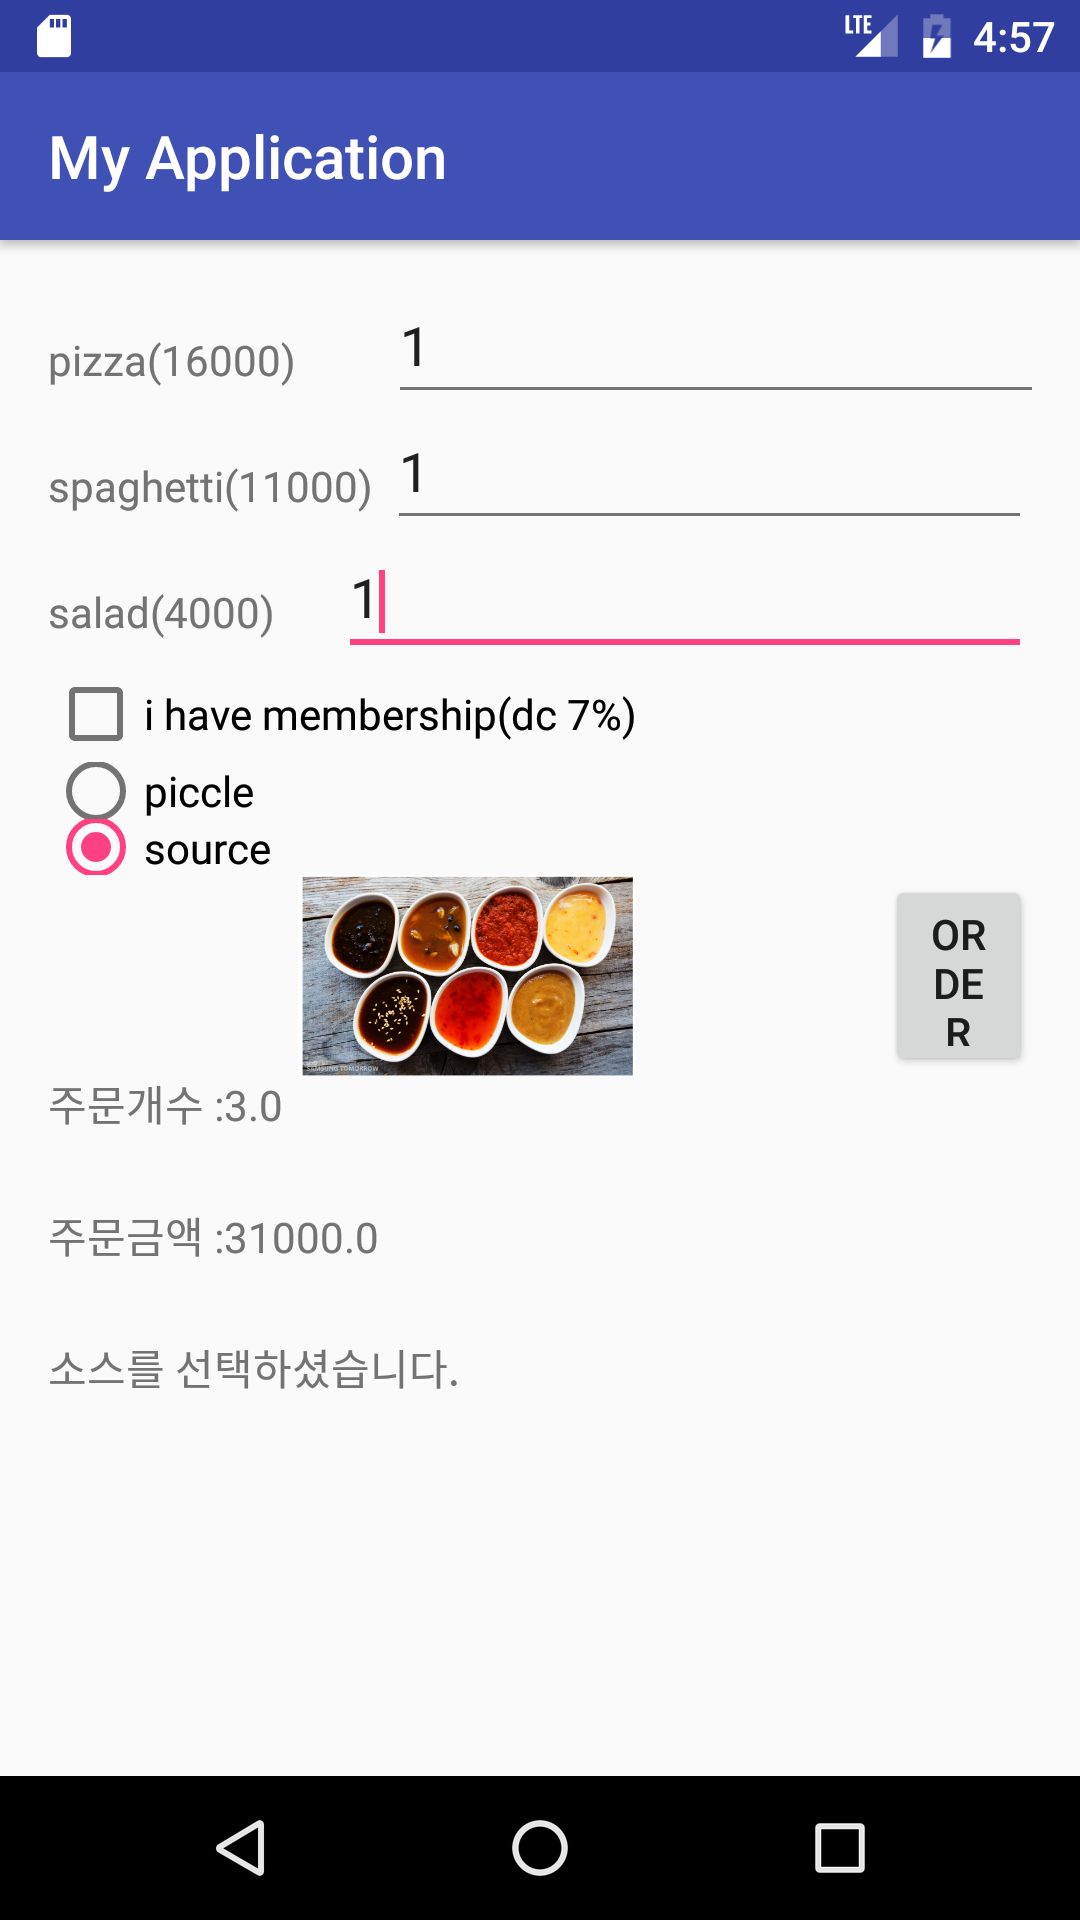 LTE 4:57
My Application
pizza(16000) 1
spaghetti(11000) 1
salad(4000) 1
i have membership(dc 7%)
piccle
source
SAMSUNG TOMORROW
OR
DE
R
주문개수 :3.0
주문금액 :31000.0
소스를 선택하셨습니다.